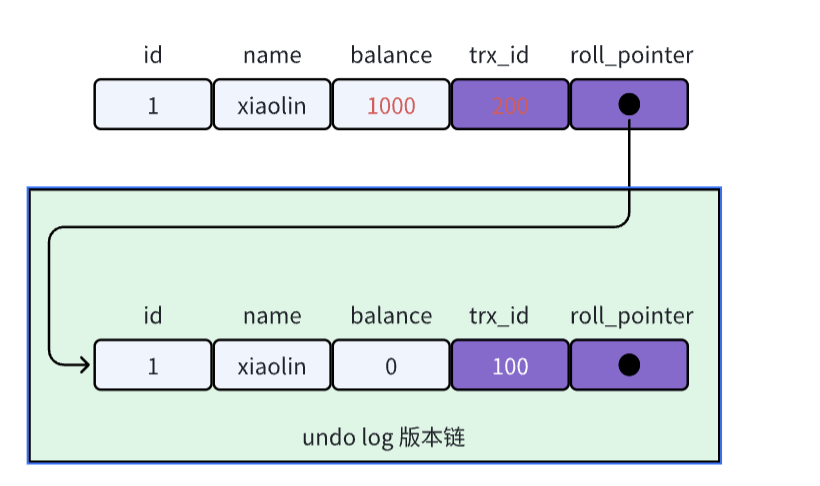 id name balance trx_id roll_pointer
1 xiaolin 1000 200
id name balance trx_id roll_pointer
1 xiaolin 0 100
undo log 版本链